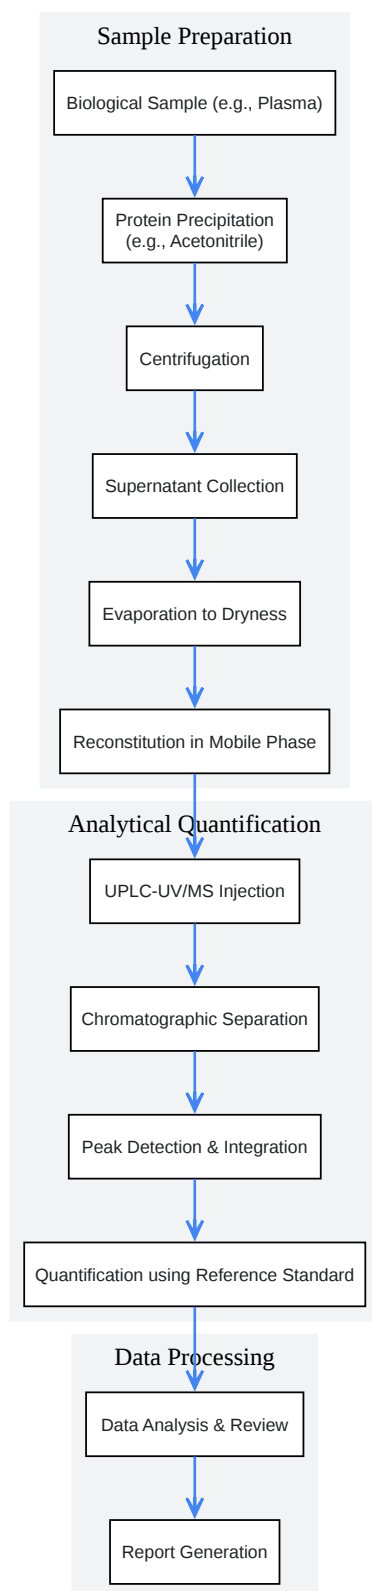 Sample Preparation
Biological Sample (e.g., Plasma)
Protein Precipitation
(e.g., Acetonitrile)
Centrifugation
Supernatant Collection
Evaporation to Dryness
Reconstitution in Mobile Phase
Analytical Quantification
UPLC-UV/MS Injection
Chromatographic Separation
Peak Detection & Integration
Quantification using Reference Standard
Data Processing
Data Analysis & Review
Report Generation